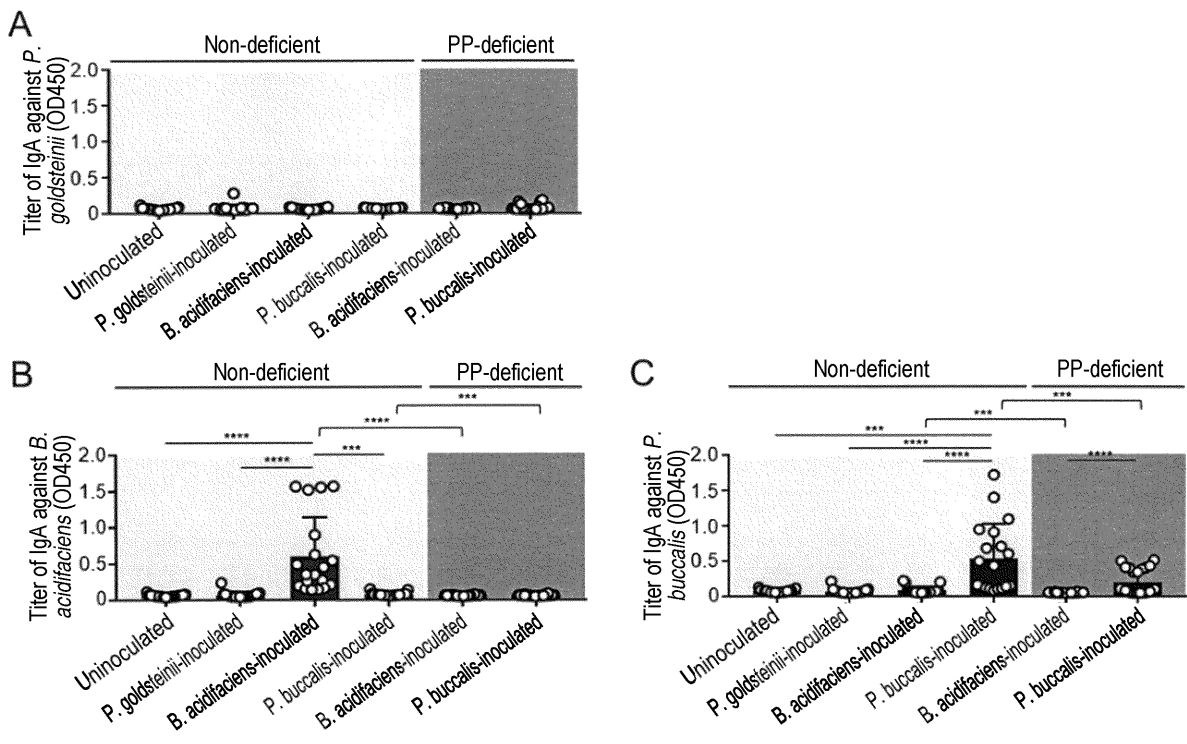 A
Non-deficient
PP-deficient
Titer of IgA against P.
goldsteinii (OD450)
2.0
1.5
1.0
0.5
0
Uninoculated
P. goldsteinii-inoculated
B. acidifaciens-inoculated
P. buccalis-inoculated
B. acidifaciens-inoculated
P. buccalis-inoculated
B
Non-deficient
PP-deficient
***
****
****
***
****
Titer of IgA against B.
acidifaciens (OD450)
2.0
1.5
1.0
0.5
0
Uninoculated
P. goldsteinii-inoculated
B. acidifaciens-inoculated
P. buccalis-inoculated
B. acidifaciens-inoculated
P. buccalis-inoculated
C
Non-deficient
PP-deficient
***
***
***
****
****
****
Titer of IgA against P.
buccalis (OD450)
2.0
1.5
1.0
0.5
0
Uninoculated
P. goldsteinii-inoculated
B. acidifaciens-inoculated
P. buccalis-inoculated
B. acidifaciens-inoculated
P. buccalis-inoculated